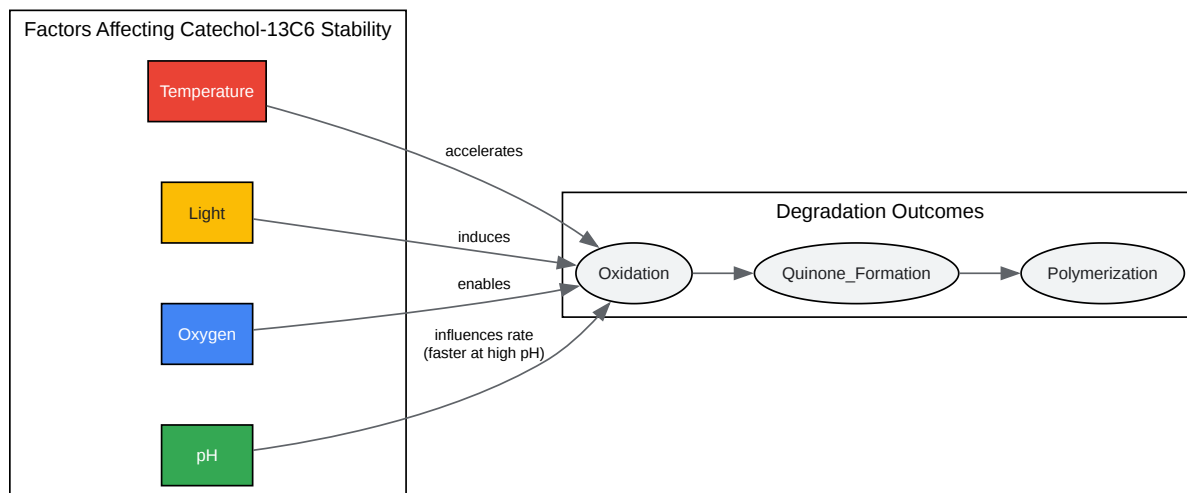 Factors Affecting Catechol-13C6 Stability
Temperature
accelerates
Light
induces
Oxygen
enables
pH
influences rate
(faster at high pH)
Degradation Outcomes
Oxidation
Quinone_Formation
Polymerization